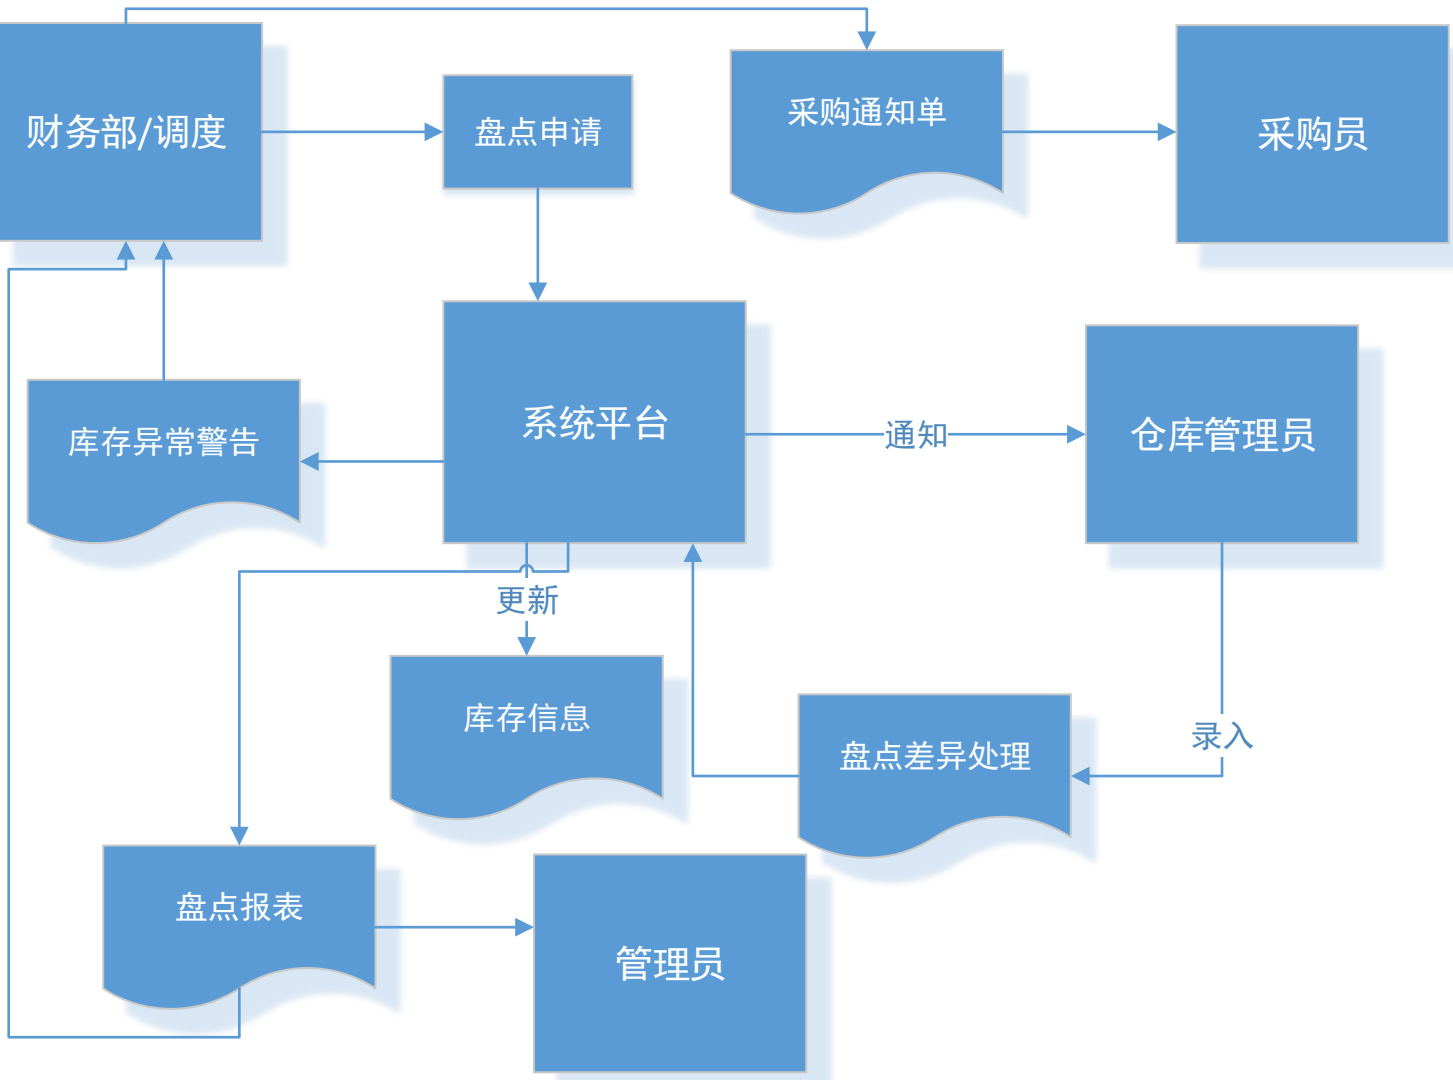 财务部/调度
盘点申请
采购通知单
采购员
库存异常警告
系统平台
通知
仓库管理员
更新
库存信息
盘点差异处理
录入
盘点报表
管理员